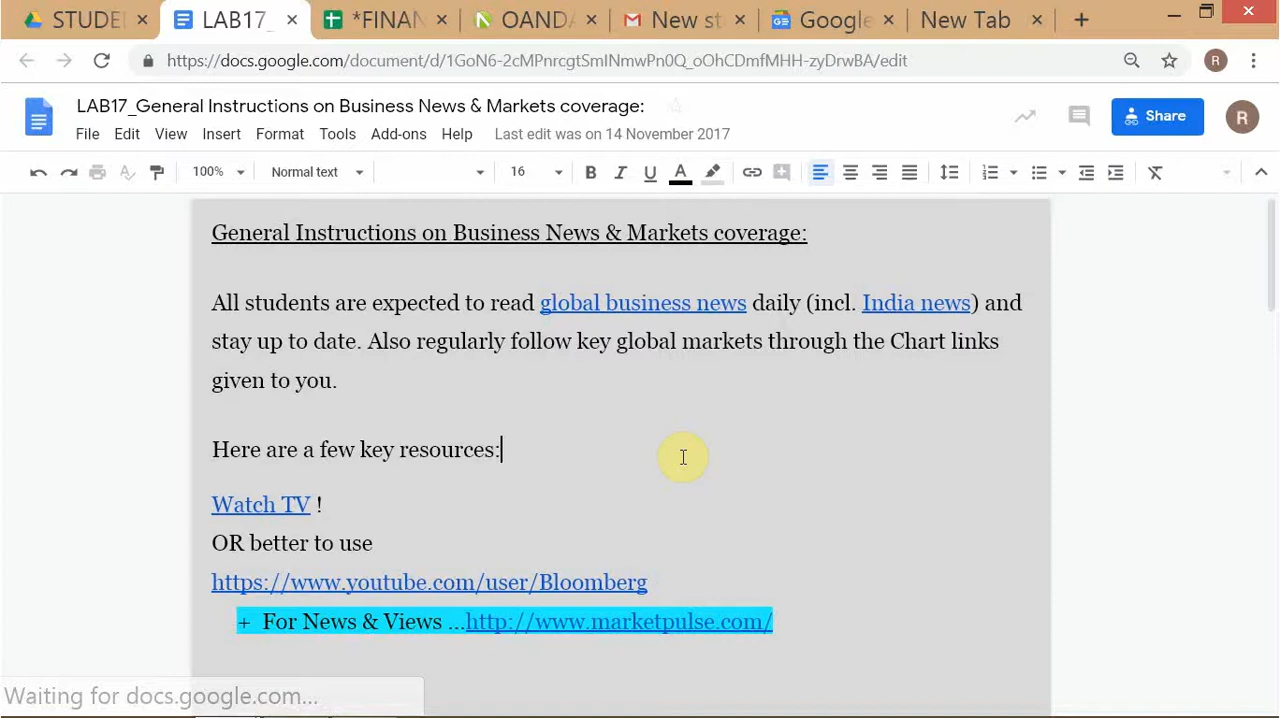 STUDE
LAB17_
*FINAN
OANDA
New st
Google
New Tab
https://docs.google.com/document/d/1GoN6-2cMPnrcgtSmINmwPn0Q_oOhCDmfMHH-zyDrwBA/edit
R
LAB17_General Instructions on Business News & Markets coverage:
File Edit View Insert Format Tools Add-ons Help Last edit was on 14 November 2017
Share
R
100% Normal text 16 B I U A
General Instructions on Business News & Markets coverage:
All students are expected to read global business news daily (incl. India news) and
stay up to date. Also regularly follow key global markets through the Chart links
given to you.
Here are a few key resources:
Watch TV !
OR better to use
https://www.youtube.com/user/Bloomberg
+ For News & Views ...http://www.marketpulse.com/
Waiting for docs.google.com...